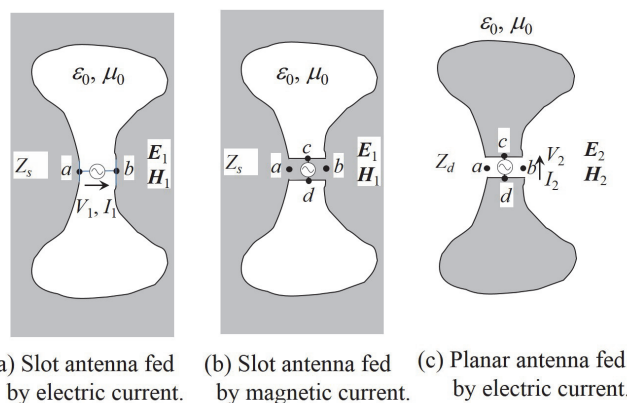 ε0, μ0
Zs a b E1
H1
V1, I1
(a) Slot antenna fed
by electric current.
ε0, μ0
c
Zs a b E1
H1
d
(b) Slot antenna fed
by magnetic current.
ε0, μ0
c
Zd a b V2 E2
I2 H2
d
(c) Planar antenna fed
by electric current.